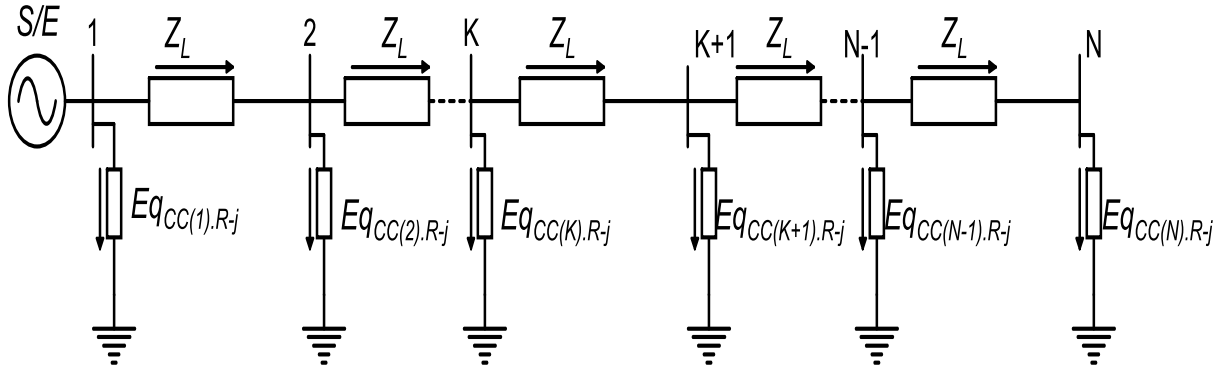 S/E
1 Z_L 2 Z_L K Z_L K+1 Z_L N-1 Z_L N
Eq_CC(1).R-j Eq_CC(2).R-j Eq_CC(K).R-j Eq_CC(K+1).R-j Eq_CC(N-1).R-j Eq_CC(N).R-j